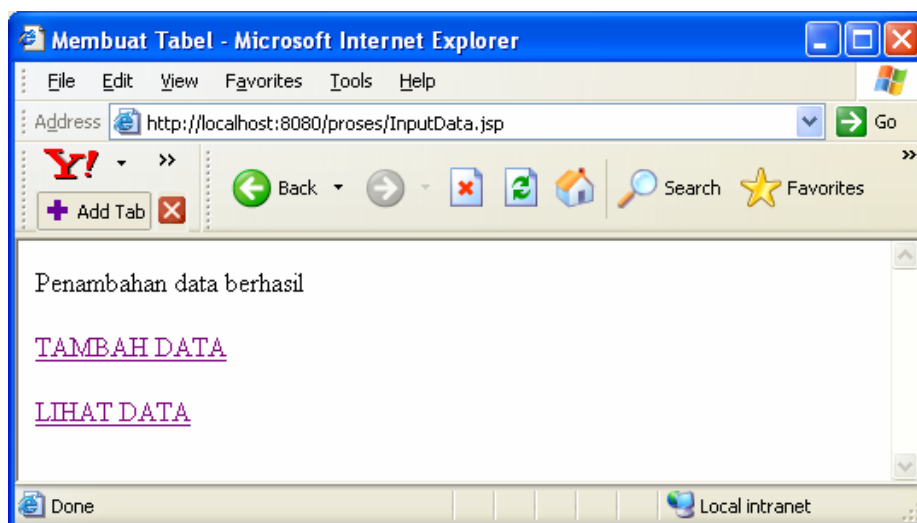 Membuat Tabel - Microsoft Internet Explorer
File Edit View Favorites Tools Help
Address http://localhost:8080/proses/InputData.jsp Go
Y! »
Add Tab Back Search Favorites »
Penambahan data berhasil
TAMBAH DATA
LIHAT DATA
Done Local intranet